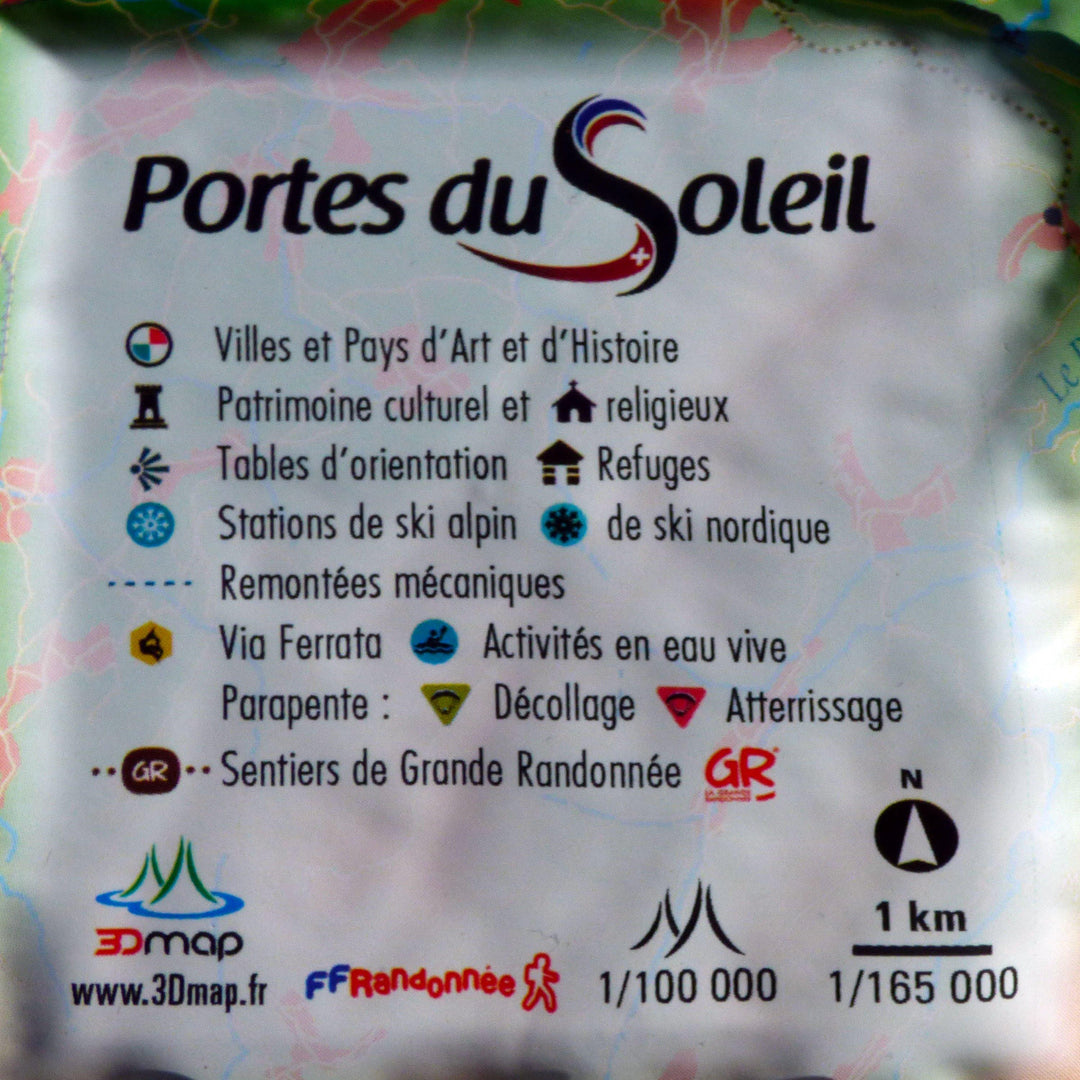 Portes du Soleil
Villes et Pays d'Art et d'Histoire
Patrimoine culturel et religieux
Tables d'orientation Refuges
Stations de ski alpin de ski nordique
Remontées mécaniques
Via Ferrata Activités en eau vive
Parapente : Décollage Atterrissage
GR Sentiers de Grande Randonnée GR
N
1 km
3Dmap
www.3Dmap.fr FFRandonnée 1/100 000 1/165 000